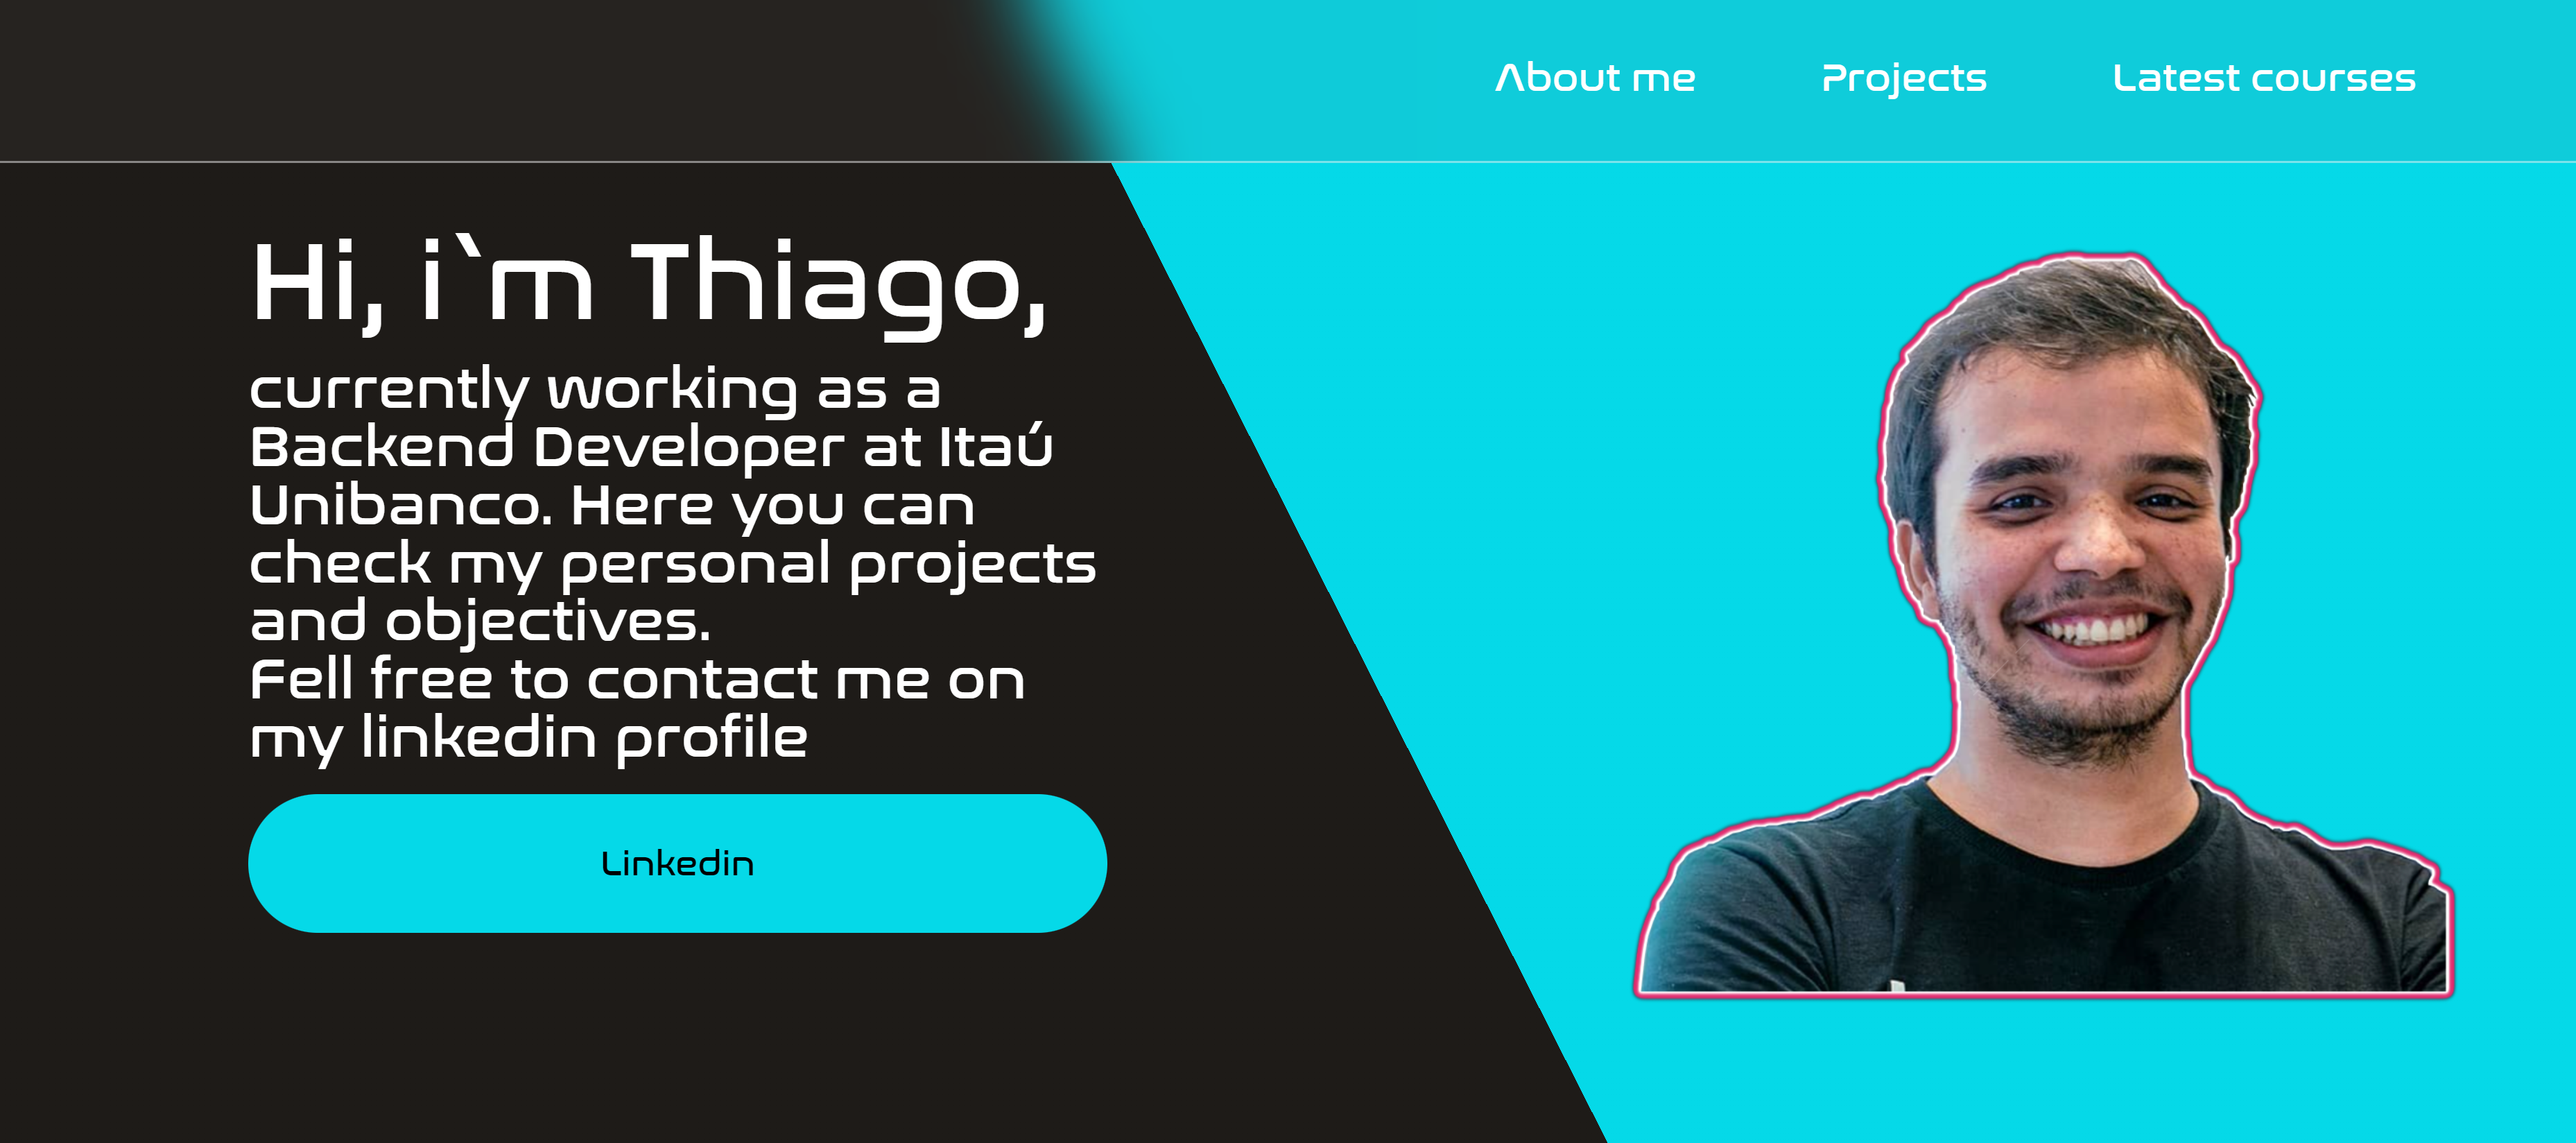 About me
Projects
Latest courses
Hi, i`m Thiago,
currently working as a
Backend Developer at Itaú
Unibanco. Here you can
check my personal projects
and objectives.
Fell free to contact me on
my linkedin profile
Linkedin